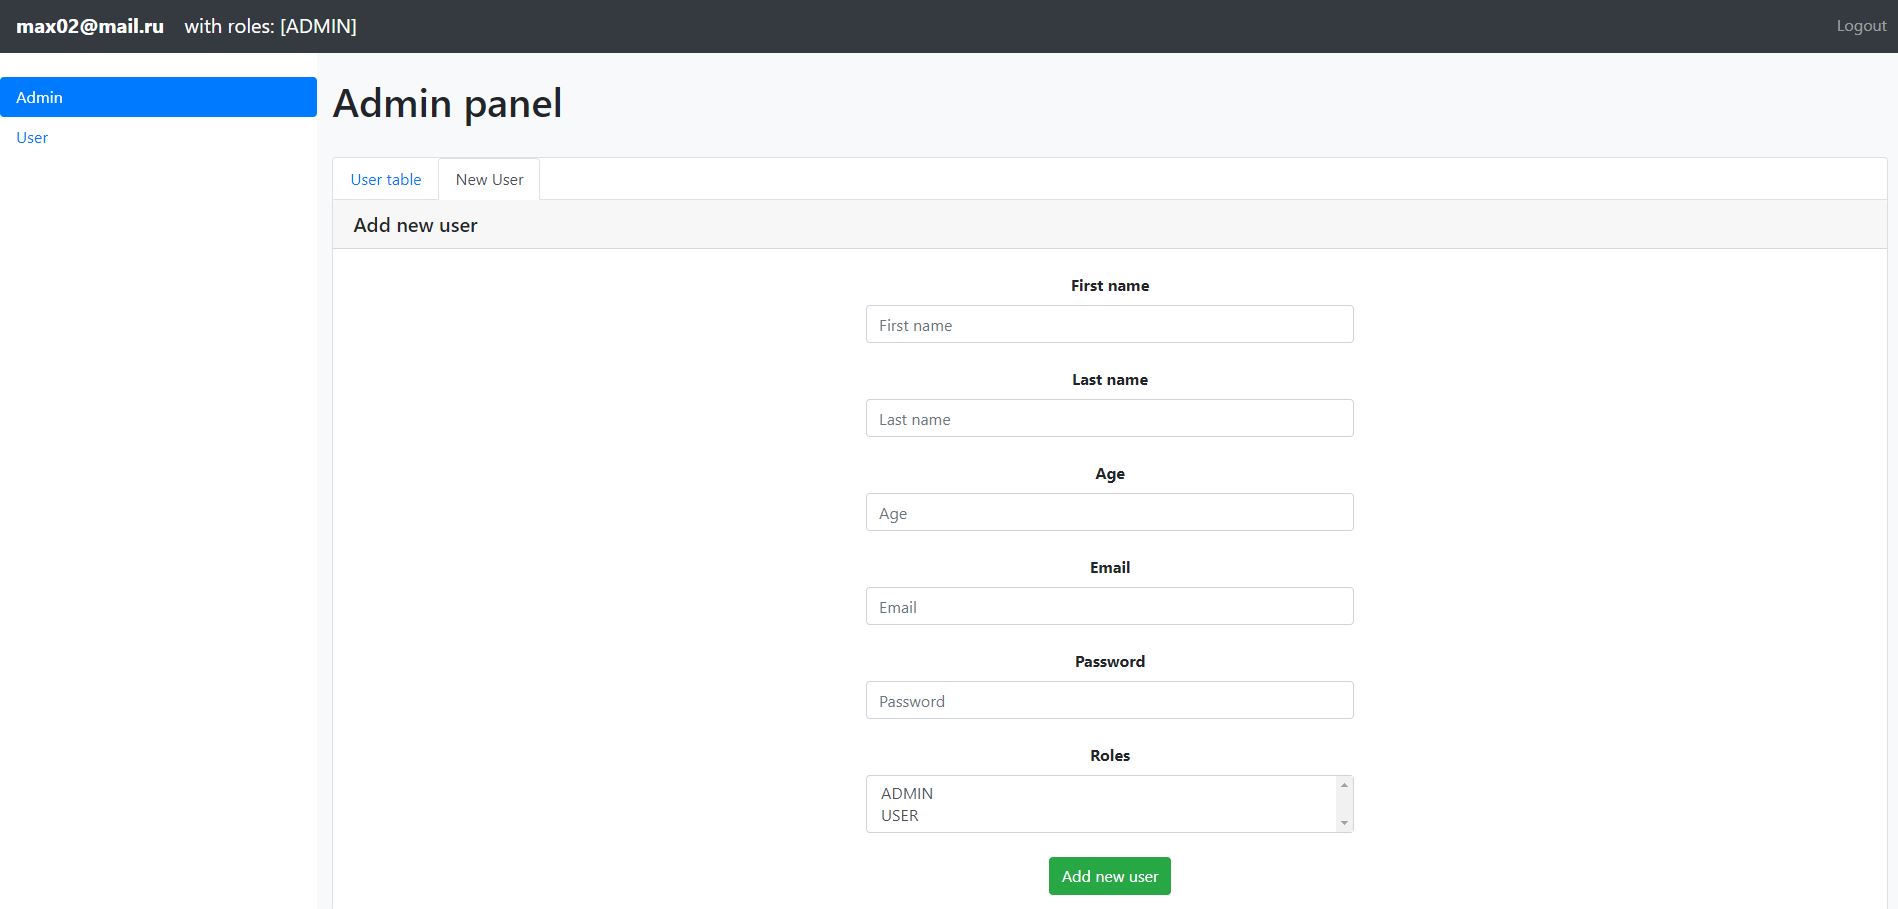 max02@mail.ru with roles: [ADMIN]
Logout
Admin
User
Admin panel
User table
New User
Add new user
First name
First name
Last name
Last name
Age
Age
Email
Email
Password
Password
Roles
ADMIN
USER
Add new user